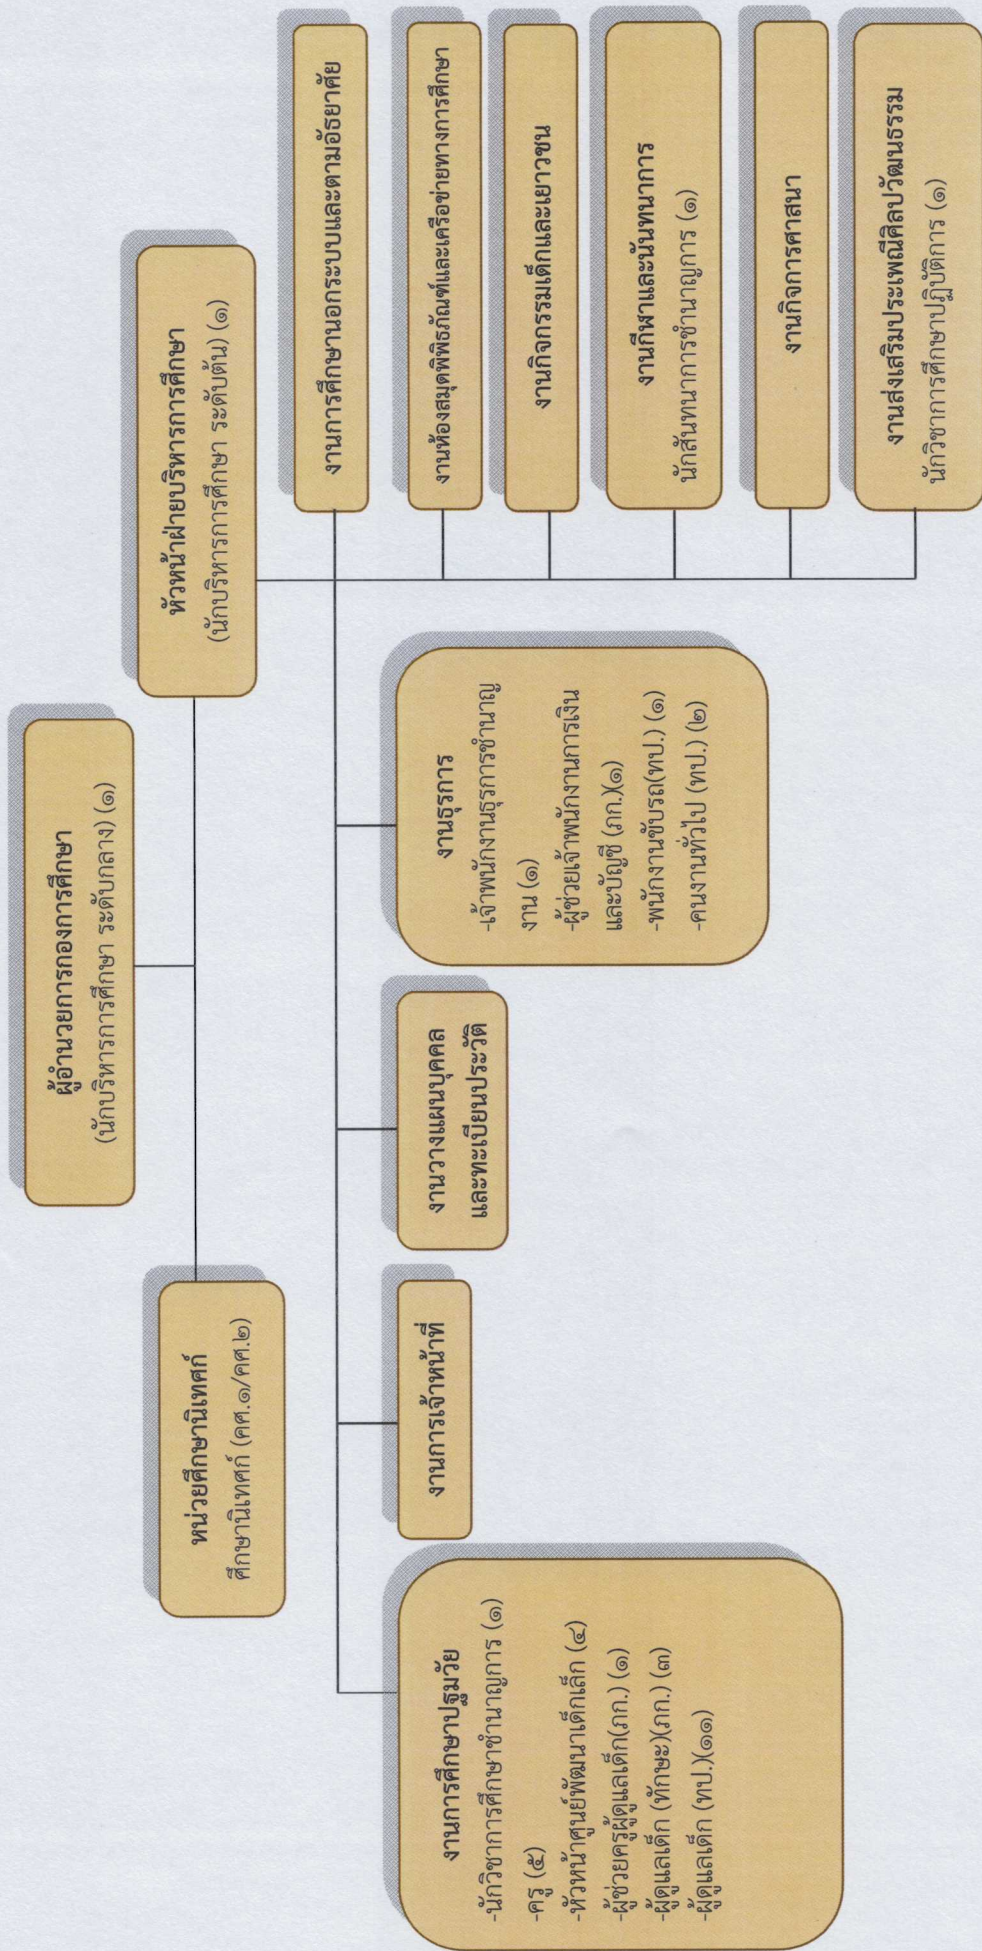 ผู้อำนวยการกองการศึกษา
(นักบริหารการศึกษา ระดับกลาง) (๑)
หน่วยศึกษานิเทศก์
ศึกษานิเทศก์ (คศ.๑/คศ.๒)
หัวหน้าฝ่ายบริหารการศึกษา
(นักบริหารการศึกษา ระดับต้น) (๑)
งานการศึกษาปฐมวัย
-นักวิชาการศึกษาชำนาญการ (๑)
-ครู (๕)
-หัวหน้าศูนย์พัฒนาเด็กเล็ก (๔)
-ผู้ช่วยครูผู้ดูแลเด็ก(ภก.) (๑)
-ผู้ดูแลเด็ก (ทักษะ)(ภก.) (๓)
-ผู้ดูแลเด็ก (ทป.)(๑๑)
งานการเจ้าหน้าที่
งานวางแผนบุคคล
และทะเบียนประวัติ
งานธุรการ
-เจ้าพนักงานธุรการชำนาญ
งาน (๑)
-ผู้ช่วยเจ้าพนักงานการเงิน
และบัญชี (ภก.)(๑)
-พนักงานขับรถ(ทป.) (๑)
-คนงานทั่วไป (ทป.) (๒)
งานการศึกษานอกระบบและตามอัธยาศัย
งานห้องสมุดพิพิธภัณฑ์และเครือข่ายทางการศึกษา
งานกิจกรรมเด็กและเยาวชน
งานกีฬาและนันทนาการ
นักสันทนาการชำนาญการ (๑)
งานกิจการศาสนา
งานส่งเสริมประเพณีศิลปวัฒนธรรม
นักวิชาการศึกษาปฏิบัติการ (๑)